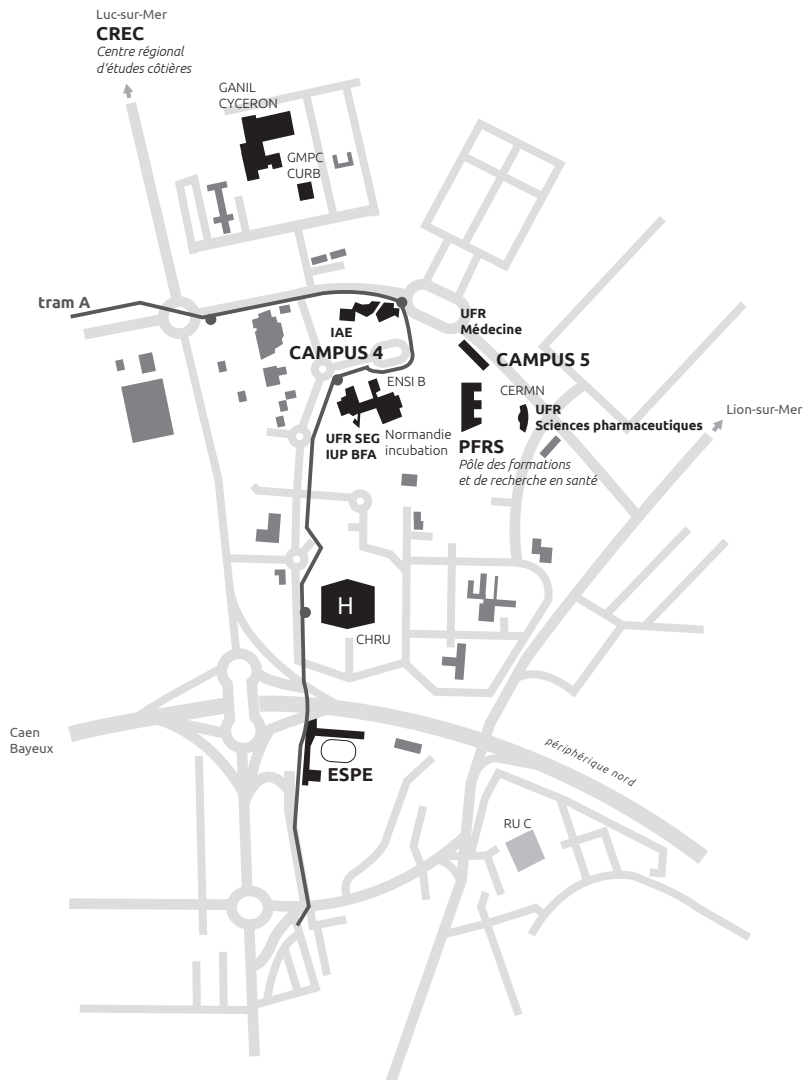 Luc-sur-Mer
CREC
Centre régional
d'études côtières
GANIL
CYCERON
GMPC
CURB
tram A
IAE
CAMPUS 4
UFR
Médecine
CAMPUS 5
ENSI B
CERMN
UFR
Sciences pharmaceutiques
Lion-sur-Mer
UFR SEG
IUP BFA
Normandie
incubation
PFRS
Pôle des formations
et de recherche en santé
H
CHRU
Caen
Bayeux
périphérique nord
ESPE
RU C